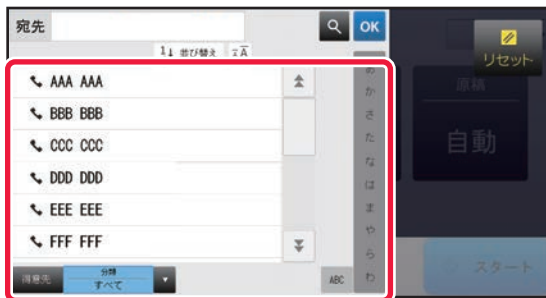 宛先
OK
リセット
1↓ 並び替え
AAA AAA
BBB BBB
CCC CCC
DDD DDD
EEE EEE
FFF FFF
あ
か
さ
た
な
は
ま
や
ら
わ
原稿
自動
得意先
分類
すべて
ABC
スタート